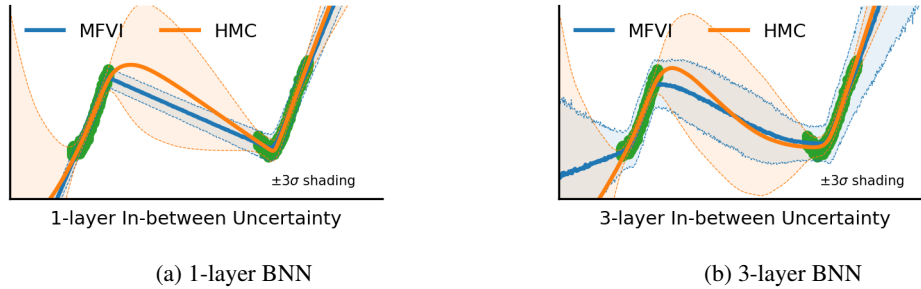 MFVI HMC
±3σ shading
1-layer In-between Uncertainty
(a) 1-layer BNN
MFVI HMC
±3σ shading
3-layer In-between Uncertainty
(b) 3-layer BNN